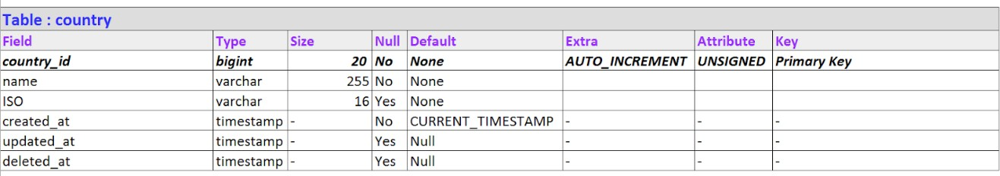 Table : country
Field Type Size Null Default Extra Attribute Key
country_id bigint 20 No None AUTO_INCREMENT UNSIGNED Primary Key
name varchar 255 No None
ISO varchar 16 Yes None
created_at timestamp - No CURRENT_TIMESTAMP - - -
updated_at timestamp - Yes Null - - -
deleted_at timestamp - Yes Null - - -